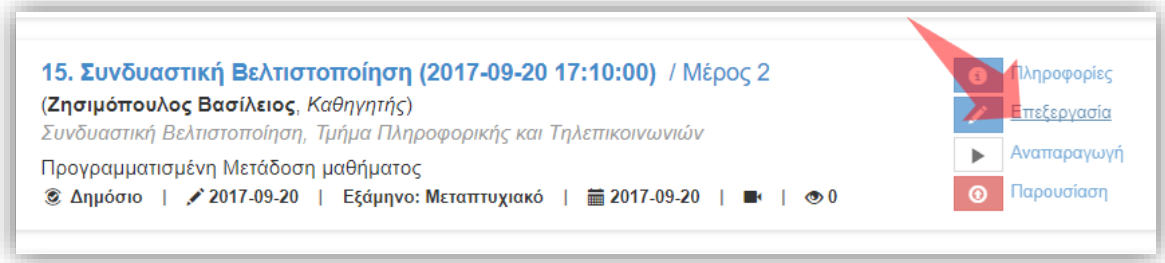 15. Συνδυαστική Βελτιστοποίηση (2017-09-20 17:10:00) / Μέρος 2
(Ζησιμόπουλος Βασίλειος, Καθηγητής)
Συνδυαστική Βελτιστοποίηση, Τμήμα Πληροφορικής και Τηλεπικοινωνιών
Προγραμματισμένη Μετάδοση μαθήματος
Δημόσιο | 2017-09-20 | Εξάμηνο: Μεταπτυχιακό | 2017-09-20 | | 0
Πληροφορίες
Επεξεργασία
Αναπαραγωγή
Παρουσίαση